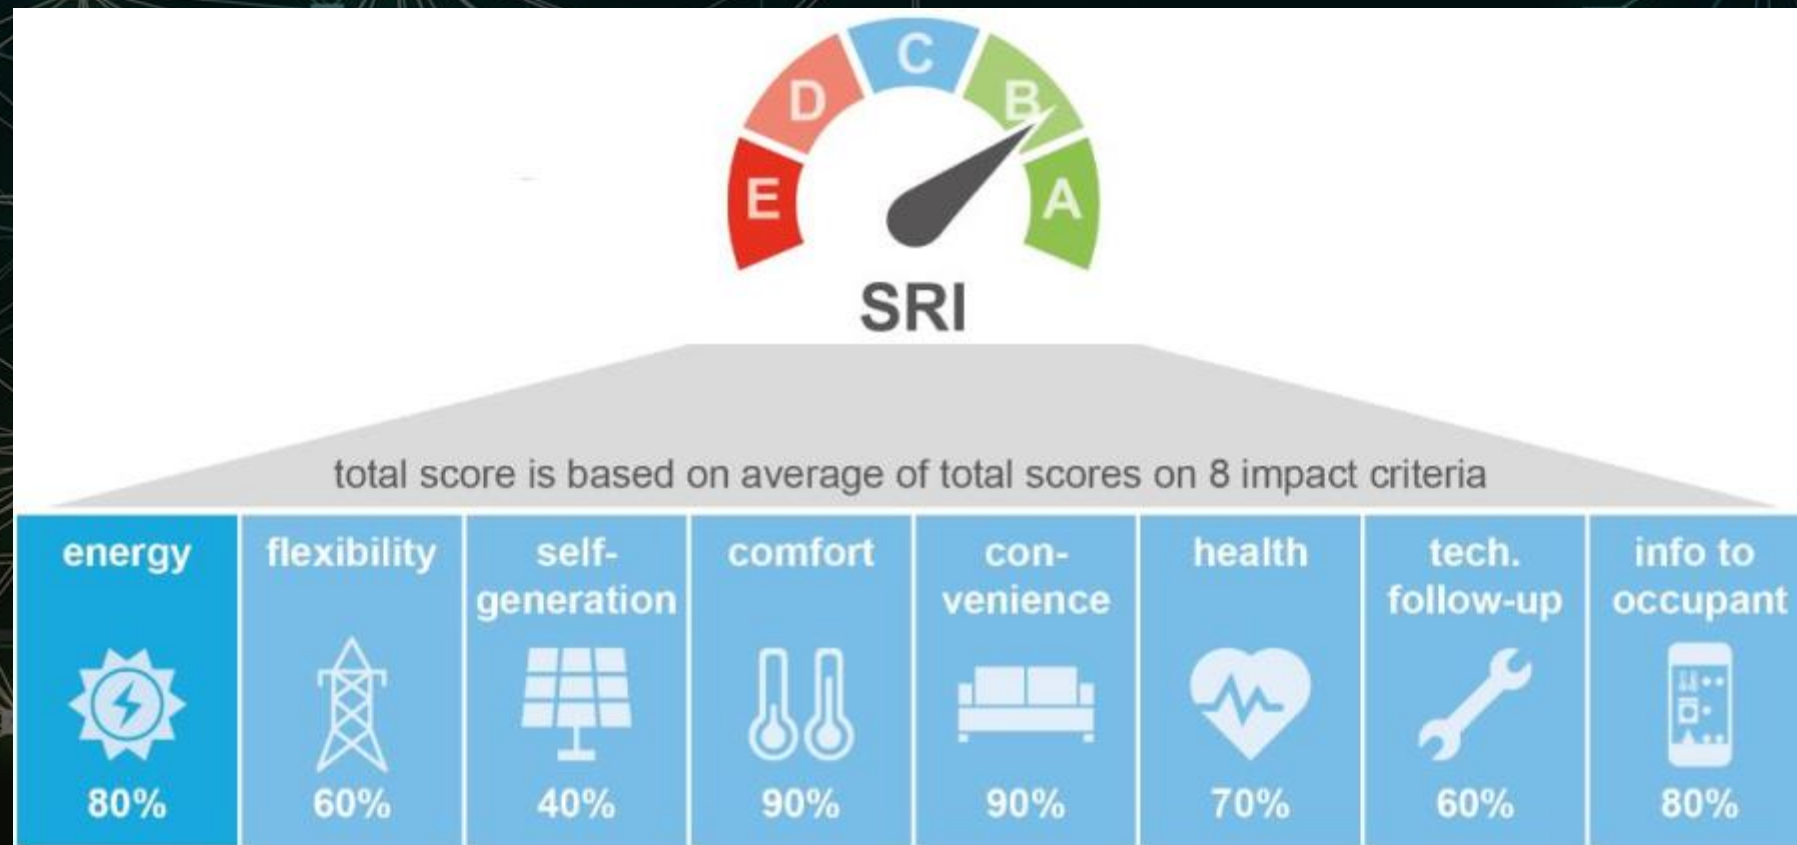 E
D
C
B
A
SRI
total score is based on average of total scores on 8 impact criteria
energy
80%
flexibility
60%
self-
generation
40%
comfort
90%
con-
venience
90%
health
70%
tech.
follow-up
60%
info to
occupant
80%